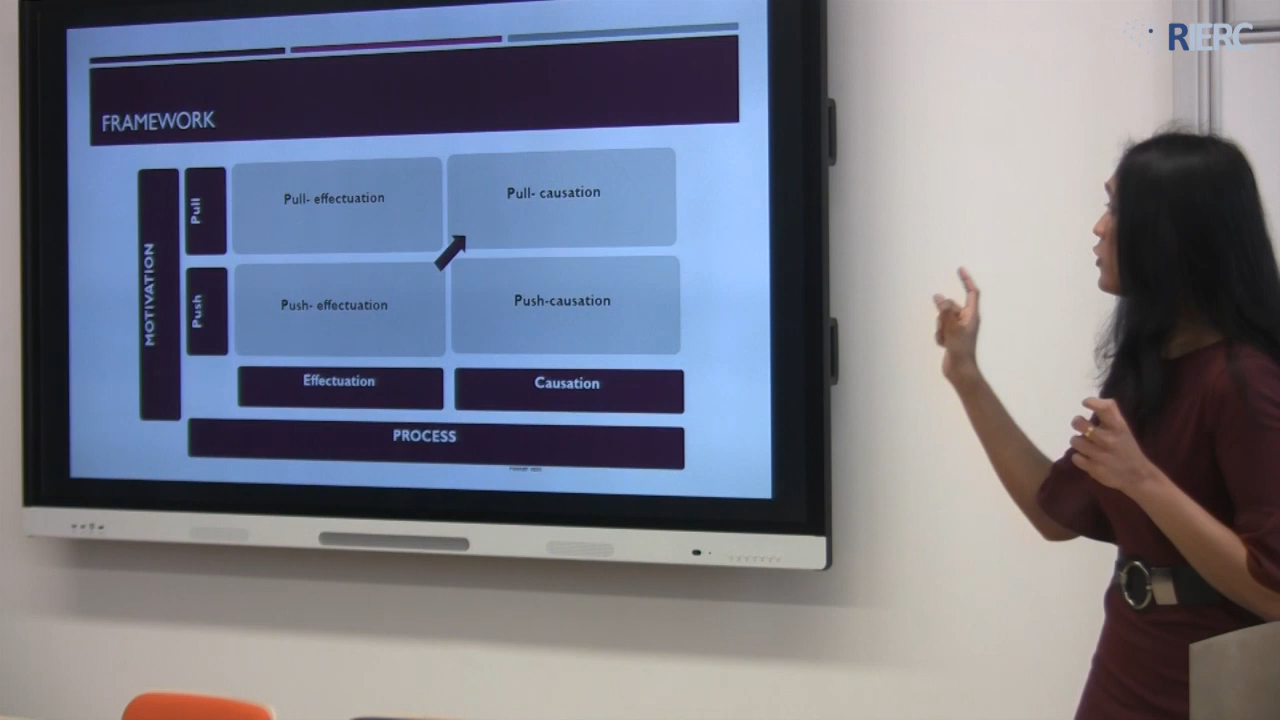 RIERC
FRAMEWORK
MOTIVATION
Pull
Pull- effectuation
Pull- causation
Push
Push- effectuation
Push-causation
Effectuation
Causation
PROCESS